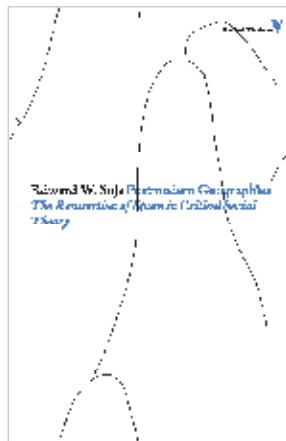 Edward W. Soja Postmodern Geographies
The Reassertion of Space in Critical Social
Theory